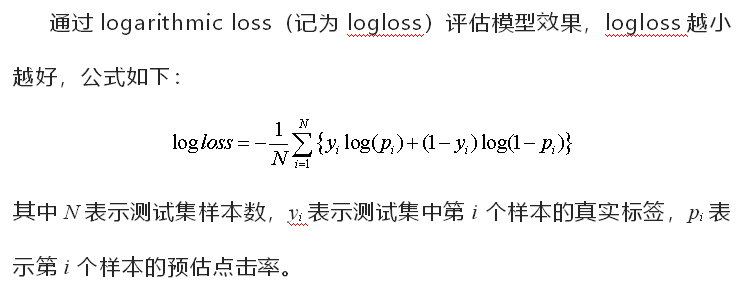 通过 logarithmic loss（记为 logloss）评估模型效果，logloss 越小
越好，公式如下：
log loss = -\frac{1}{N}\sum_{i=1}^{N}\{y_i log(p_i)+(1-y_i)log(1-p_i)\}
其中 N 表示测试集样本数，y_i 表示测试集中第 i 个样本的真实标签，p_i 表
示第 i 个样本的预估点击率。